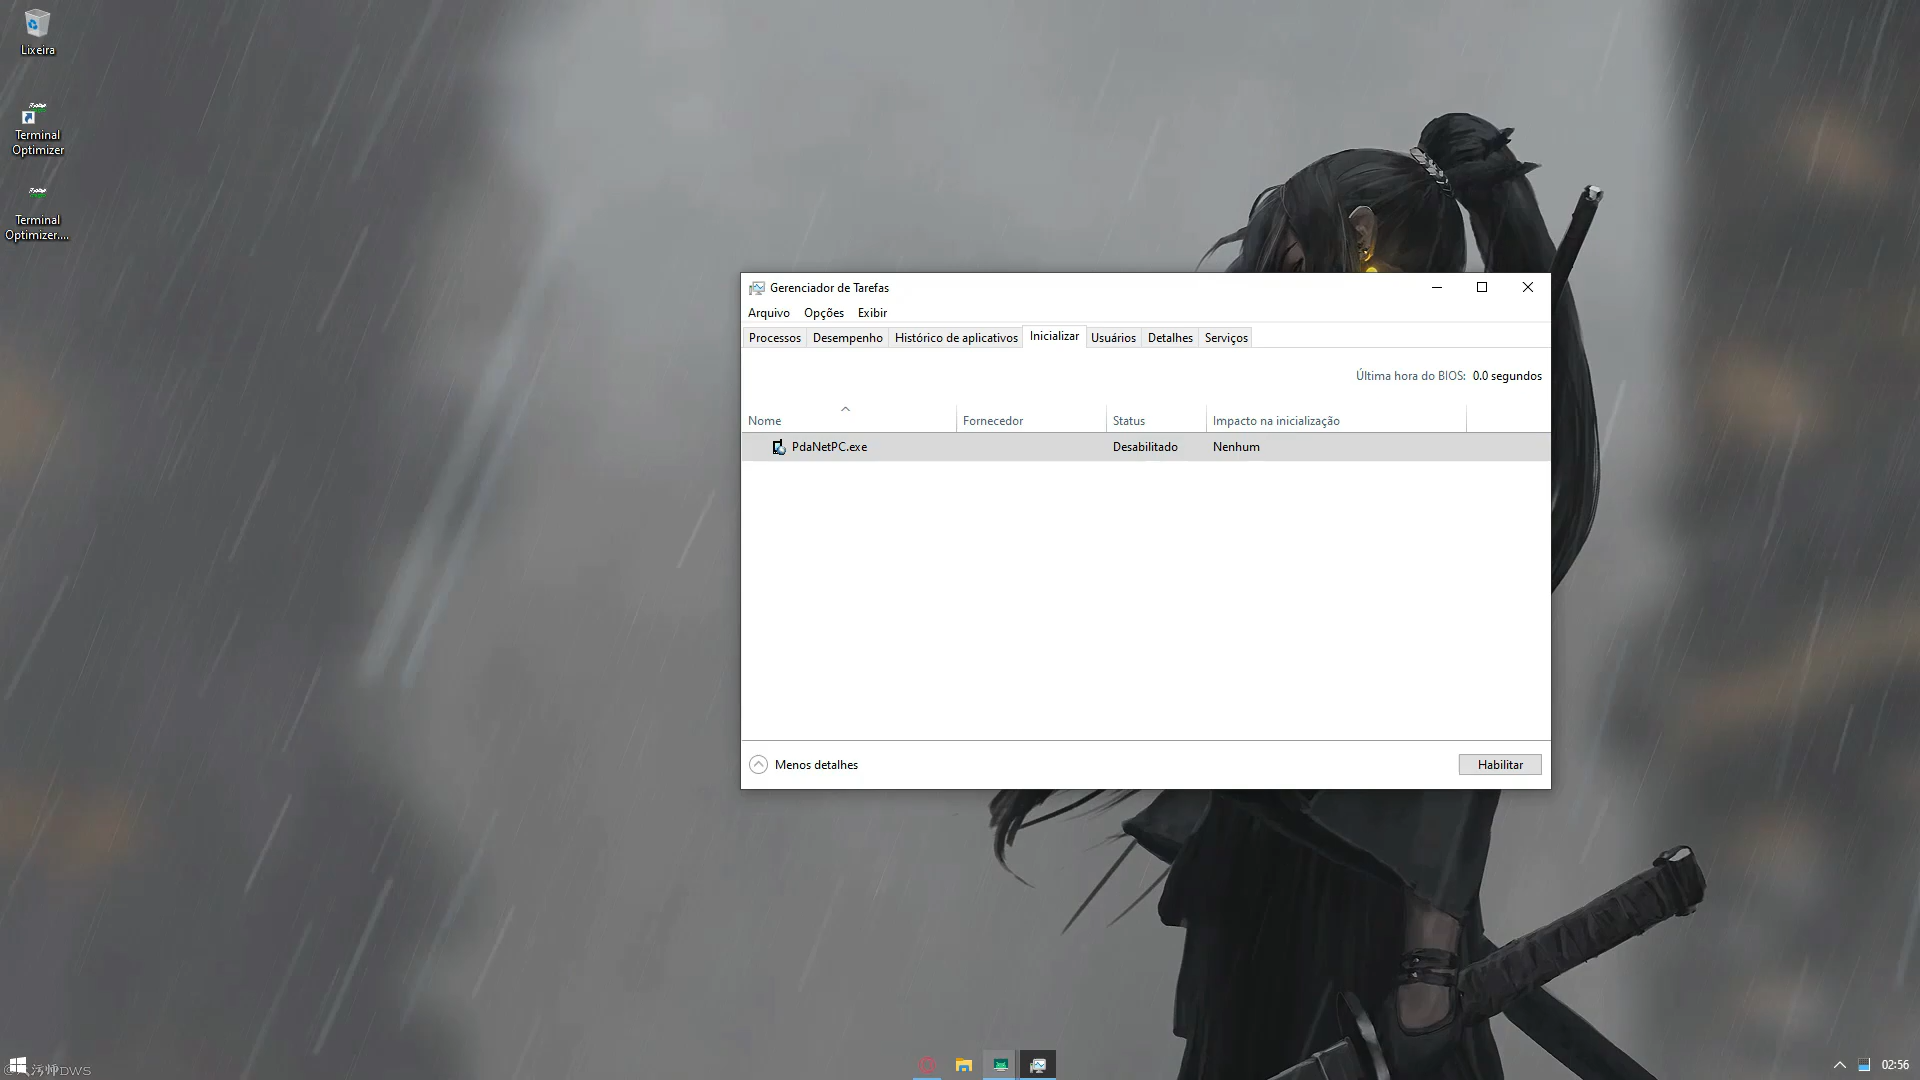 Lixeira
Terminal
Optimizer
Terminal
Optimizer....
Gerenciador de Tarefas
Arquivo Opções Exibir
Processos Desempenho Histórico de aplicativos Inicializar Usuários Detalhes Serviços
Última hora do BIOS: 0.0 segundos
Nome Fornecedor Status Impacto na inicialização
PdaNetPC.exe Desabilitado Nenhum
Menos detalhes Habilitar
DWS
02:56